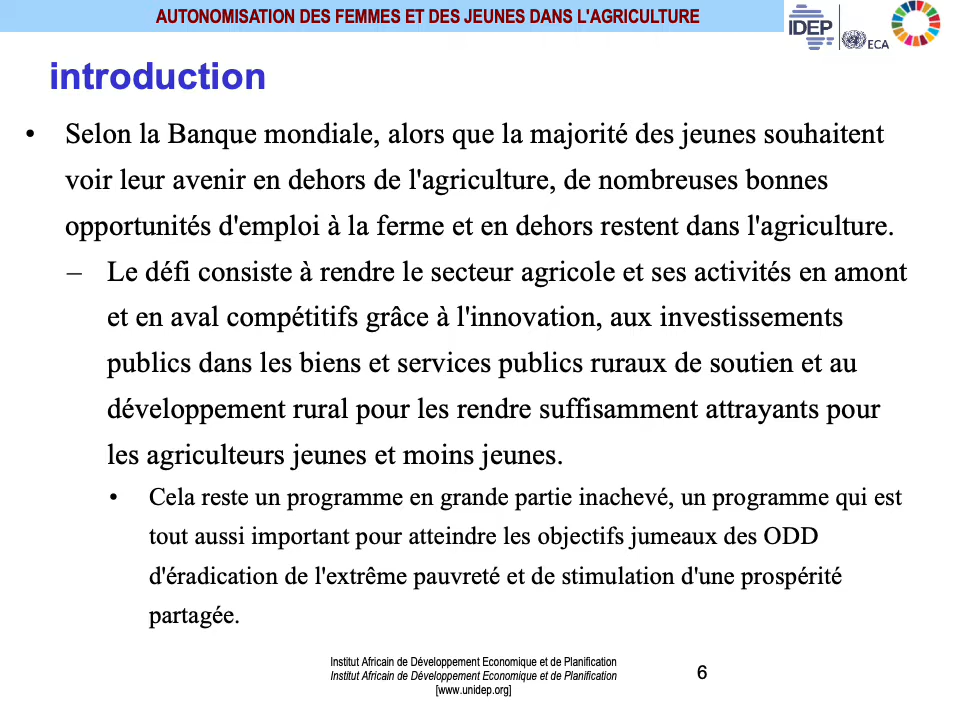 AUTONOMISATION DES FEMMES ET DES JEUNES DANS L'AGRICULTURE
IDEP
ECA
introduction
• Selon la Banque mondiale, alors que la majorité des jeunes souhaitent
voir leur avenir en dehors de l'agriculture, de nombreuses bonnes
opportunités d'emploi à la ferme et en dehors restent dans l'agriculture.
– Le défi consiste à rendre le secteur agricole et ses activités en amont
et en aval compétitifs grâce à l'innovation, aux investissements
publics dans les biens et services publics ruraux de soutien et au
développement rural pour les rendre suffisamment attrayants pour
les agriculteurs jeunes et moins jeunes.
• Cela reste un programme en grande partie inachevé, un programme qui est
tout aussi important pour atteindre les objectifs jumeaux des ODD
d'éradication de l'extrême pauvreté et de stimulation d'une prospérité
partagée.
Institut Africain de Développement Economique et de Planification
Institut Africain de Développement Economique et de Planification
[www.unidep.org]
6